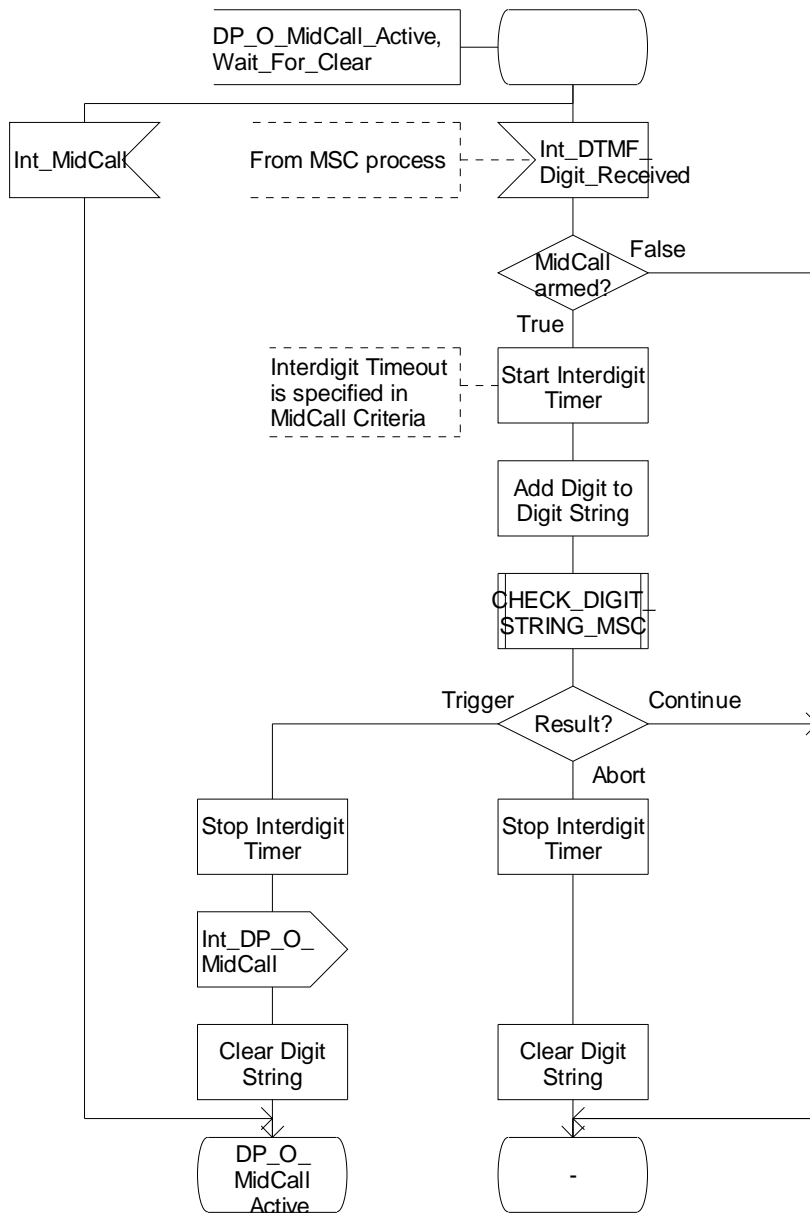 DP_O_MidCall_Active,
Wait_For_Clear
Int_MidCall
From MSC process
Int_DTMF_
Digit_Received
MidCall
armed?
False
True
Interdigit Timeout
is specified in
MidCall Criteria
Start Interdigit
Timer
Add Digit to
Digit String
CHECK_DIGIT_
STRING_MSC
Trigger
Result?
Continue
Abort
Stop Interdigit
Timer
Stop Interdigit
Timer
Int_DP_O_
MidCall
Clear Digit
String
Clear Digit
String
DP_O_
MidCall
_Active
-